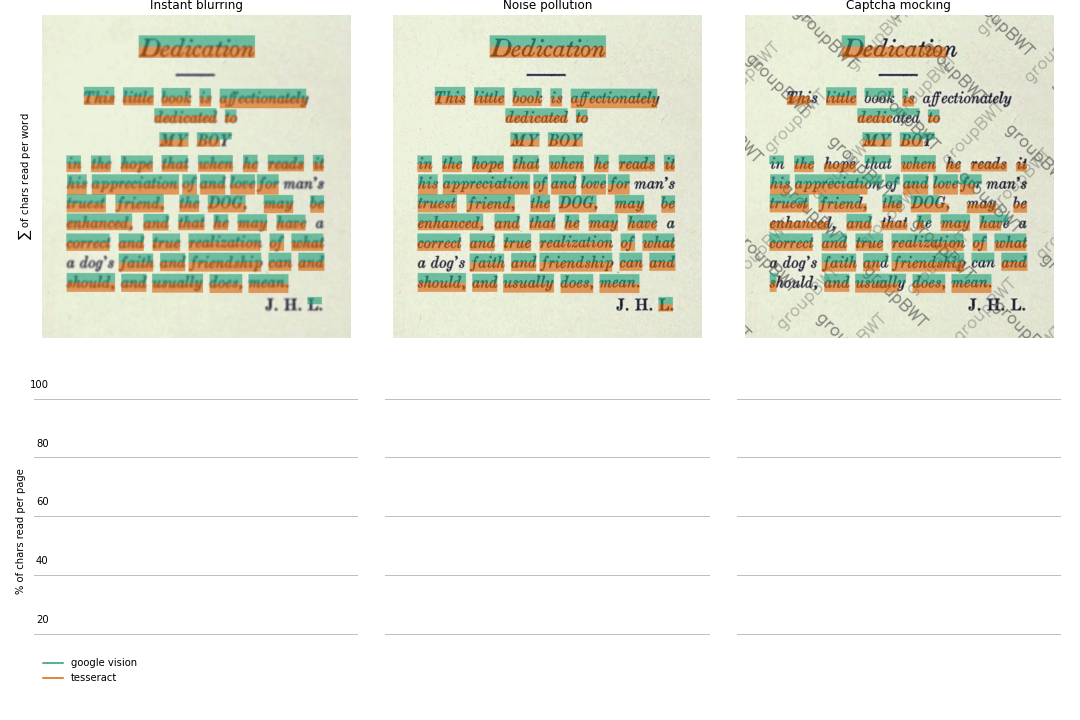 Instant blurring
Dedication
This little book is affectionately
dedicated to
MY BOY
in the hope that when he reads it
his appreciation of and love for man's
truest friend, the DOG, may be
enhanced, and that he may have a
correct and true realization of what
a dog's faith and friendship can and
should, and usually does, mean.
J. H. L.
Noise pollution
Dedication
This little book is affectionately
dedicated to
MY BOY
in the hope that when he reads it
his appreciation of and love for man's
truest friend, the DOG, may be
enhanced, and that he may have a
correct and true realization of what
a dog's faith and friendship can and
should, and usually does, mean.
J. H. L.
Captcha mocking
Dedication
This little book is affectionately
dedicated to
MY BOY
in the hope that when he reads it
his appreciation of and love for man's
truest friend, the DOG, may be
enhanced, and that he may have a
correct and true realization of what
a dog's faith and friendship can and
should, and usually does, mean.
J. H. L.
groupBWT
groupBWT
groupBWT
groupBWT
groupBWT
groupBWT
groupBWT
groupBWT
groupBWT
groupBWT
∑ of chars read per word
% of chars read per page
100
80
60
40
20
google vision
tesseract